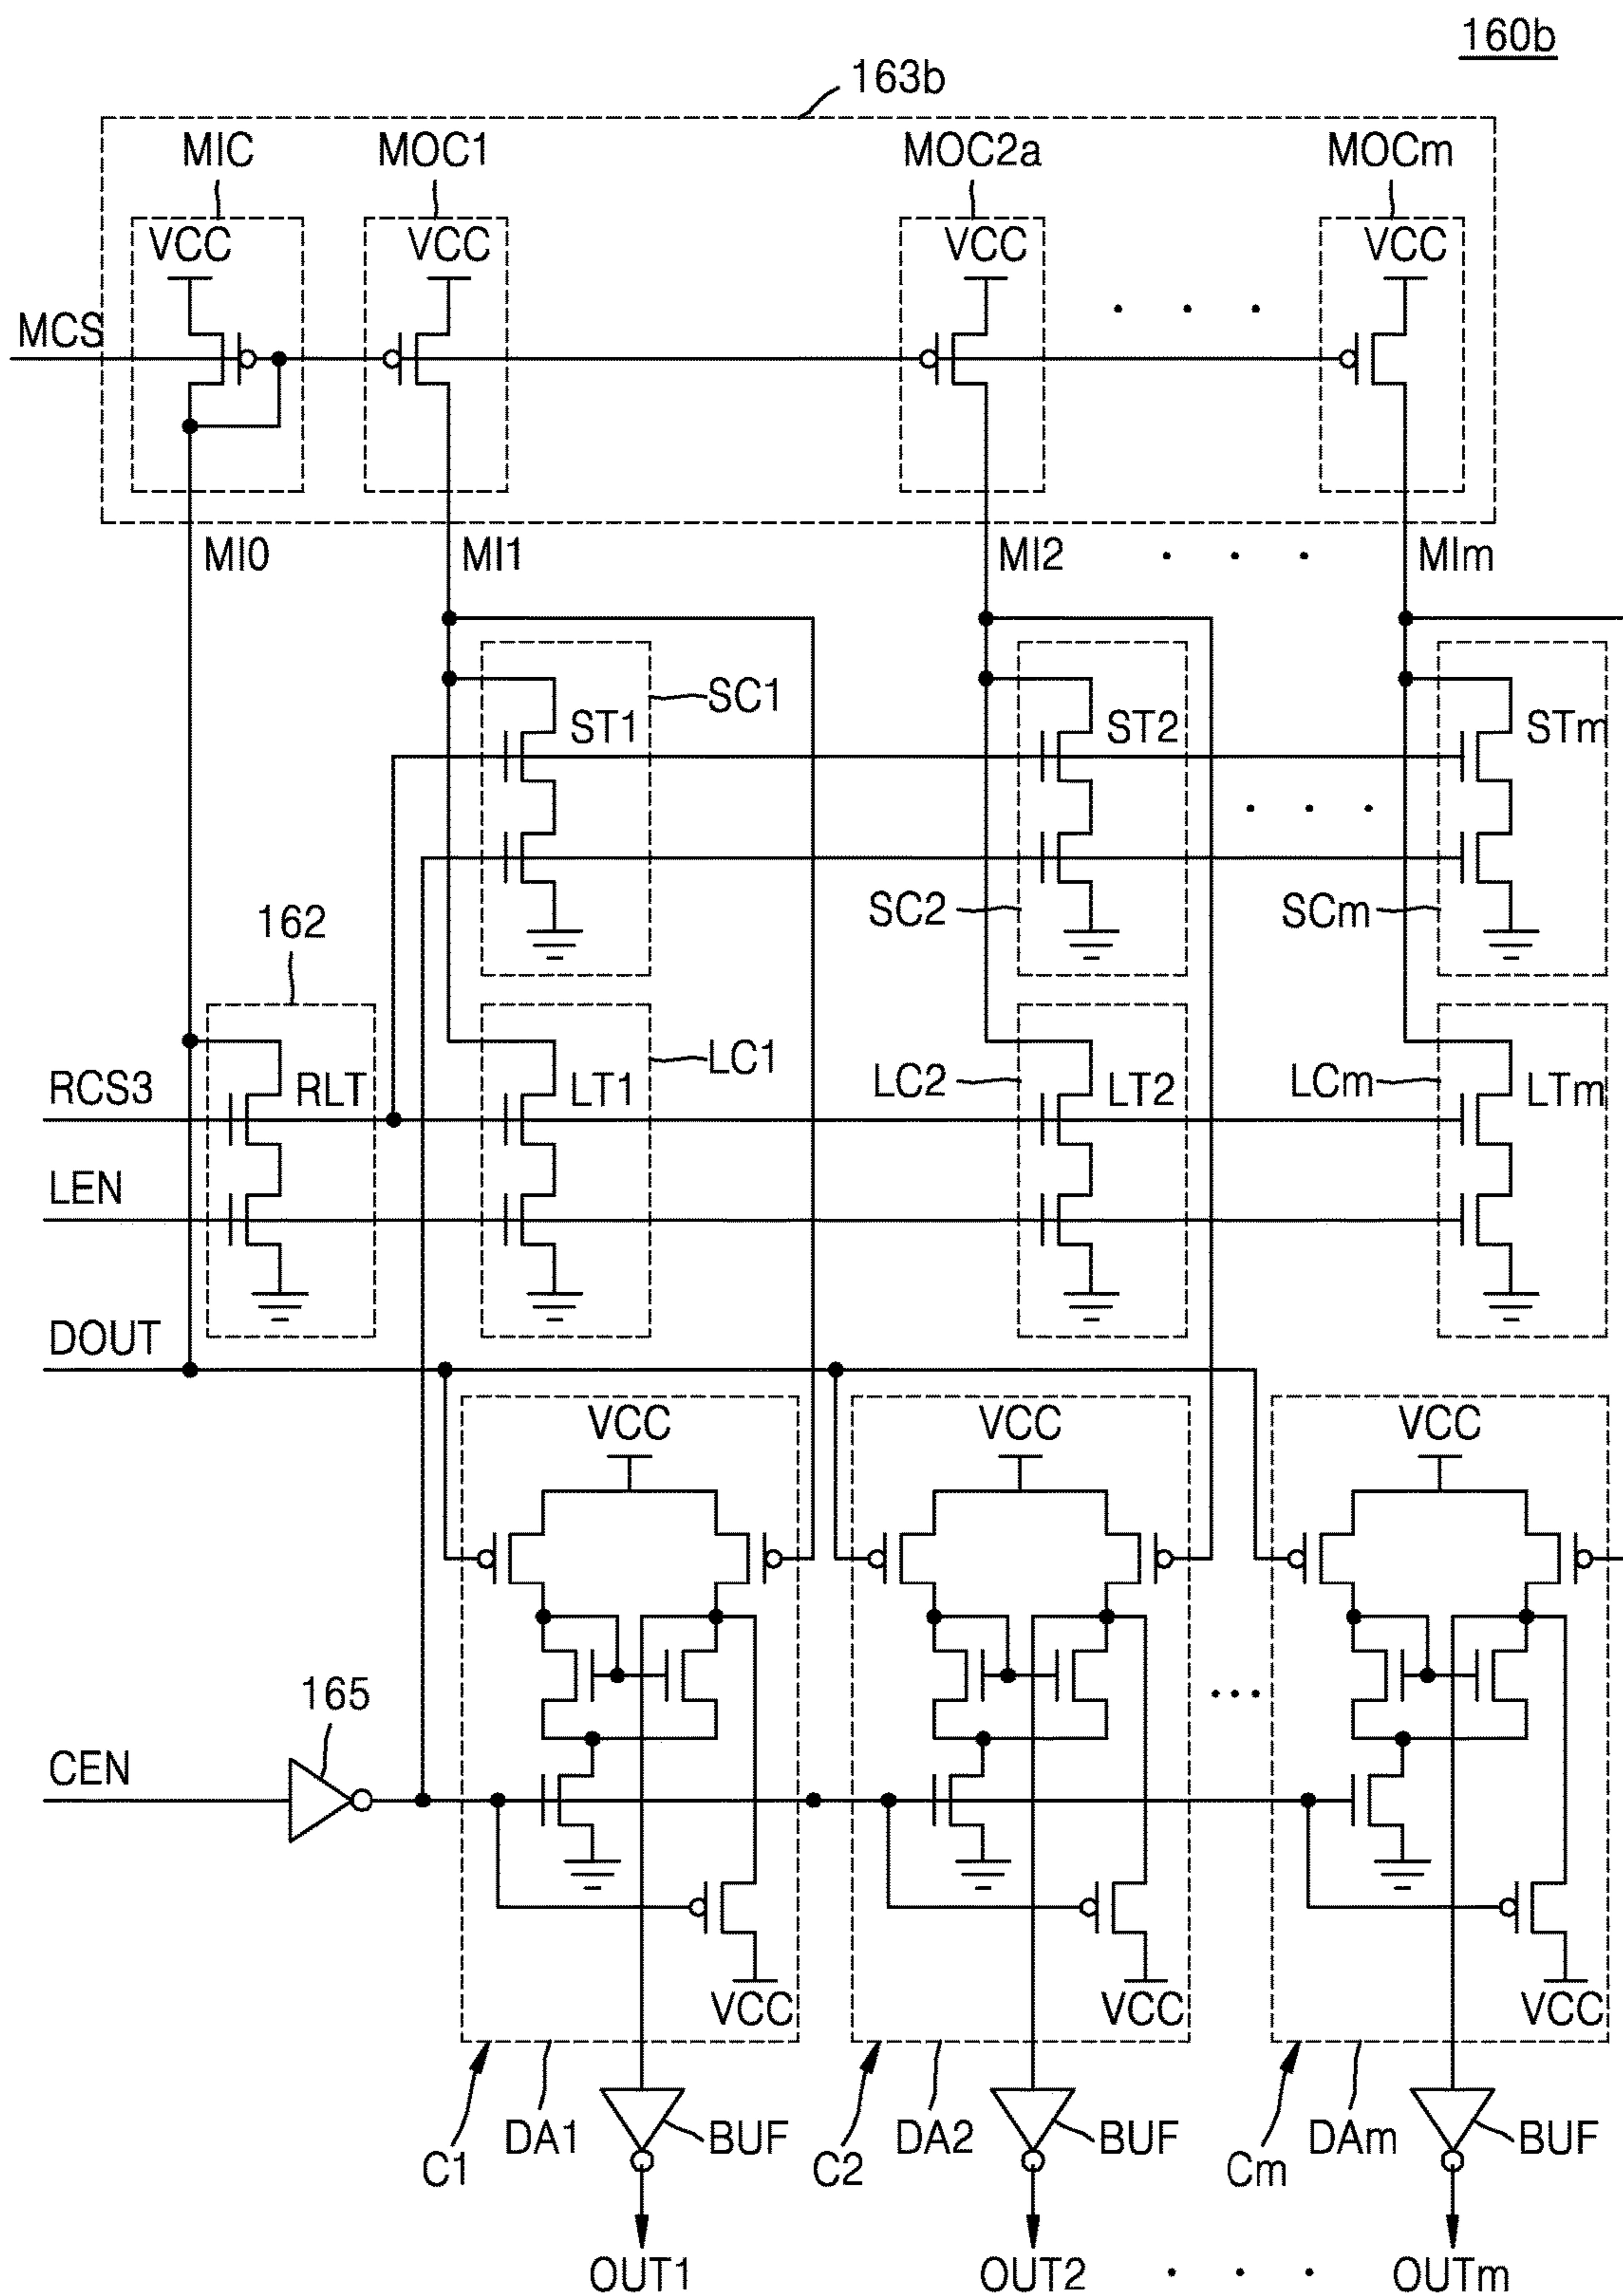 160b
163b
MIC MOC1 MOC2a MOCm
VCC VCC VCC VCC
MCS
MI0 MI1 MI2 MIm
SC1
ST1 ST2 STm
162 SC2 SCm
LC1 LC2 LCm
RCS3 RLT LT1 LT2 LTm
LEN
DOUT
VCC VCC VCC
165
CEN
VCC VCC VCC
C1 DA1 BUF C2 DA2 BUF Cm DAm BUF
OUT1 OUT2 OUTm